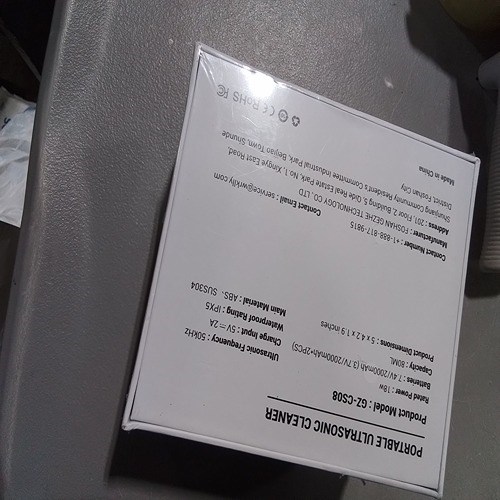 PORTABLE ULTRASONIC CLEANER
Product Model : GZ-CS08
Rated Power : 18w
Ultrasonic Frequency : 50kHz
Batteries : 7.4V/2000mAh (3.7V/2000mAh*2PCS)
Charge Input : 5V⎓2A
Capacity : 80ML
Waterproof Rating : IPX5
Product Dimensions : 5 x 2.4 x 1.9 inches
Main Material : ABS、SUS304
Contact Number : +1-888-817-9815
Contact Email : service@wklily.com
Manufacturer : FOSHAN GEZHE TECHNOLOGY CO., LTD
Address : 201, Floor 2, Building 5, Qide Real Estate Park, No 1, Xingye East Road,
Shunjiang Community Resident's Committee Industrial Park, Beijiao Town, Shunde
District Foshan City
Made in China
CE RoHS FC